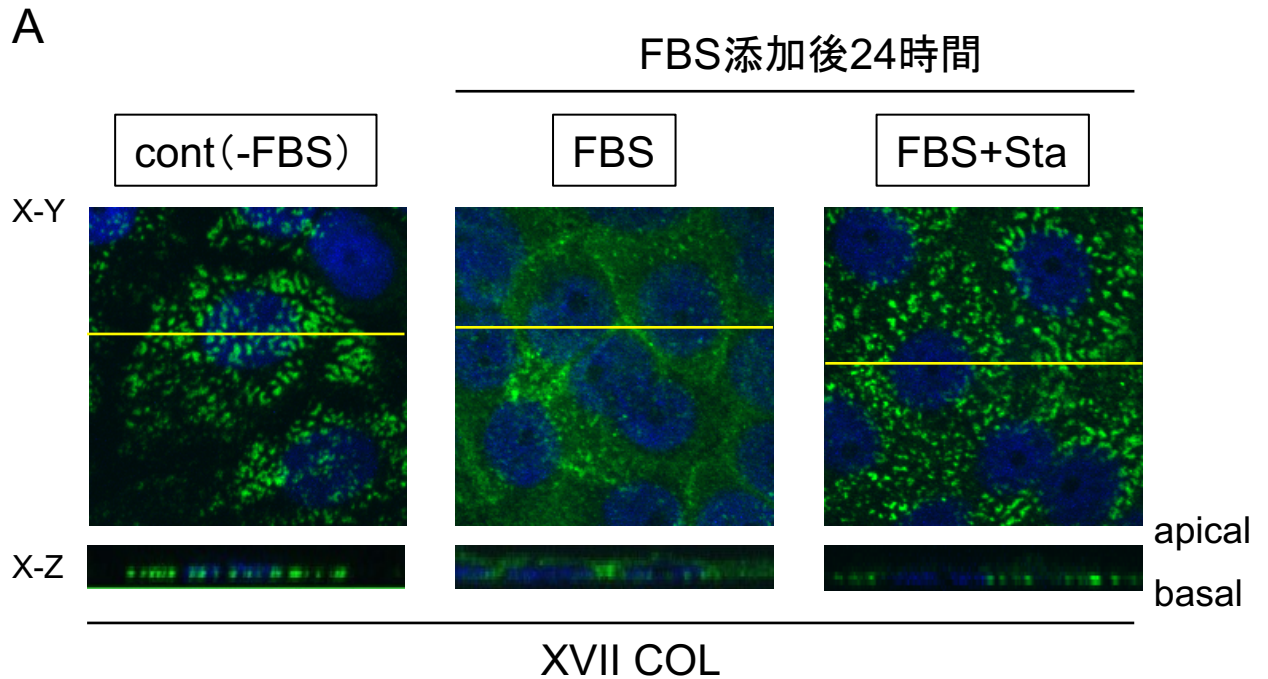 A
FBS添加後24時間
cont(-FBS)
FBS
FBS+Sta
X-Y
apical
X-Z
basal
XVII COL